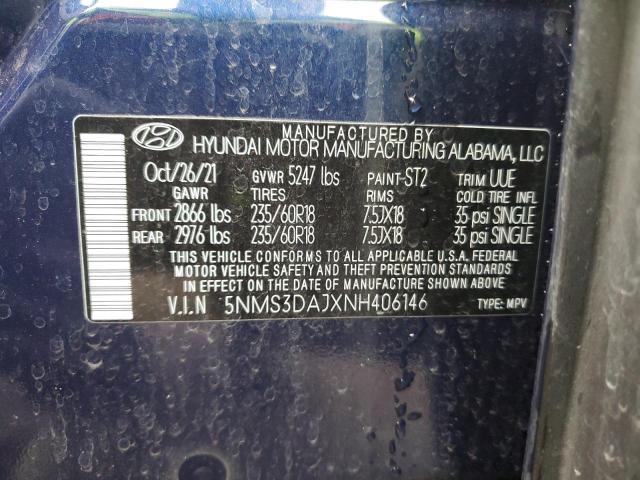 MANUFACTURED BY
HYUNDAI MOTOR MANUFACTURING ALABAMA, LLC
Oct/26/21 GVWR 5247 lbs PAINT-ST2 TRIM UUE
GAWR TIRES RIMS COLD TIRE INFL
FRONT 2866 lbs 235/60R18 7.5JX18 35 psi SINGLE
REAR 2976 lbs 235/60R18 7.5JX18 35 psi SINGLE
THIS VEHICLE CONFORMS TO ALL APPLICABLE U.S.A. FEDERAL
MOTOR VEHICLE SAFETY AND THEFT PREVENTION STANDARDS
IN EFFECT ON THE DATE OF MANUFACTURE SHOWN ABOVE.
V.I.N 5NMS3DAJXNH406146 TYPE: MPV